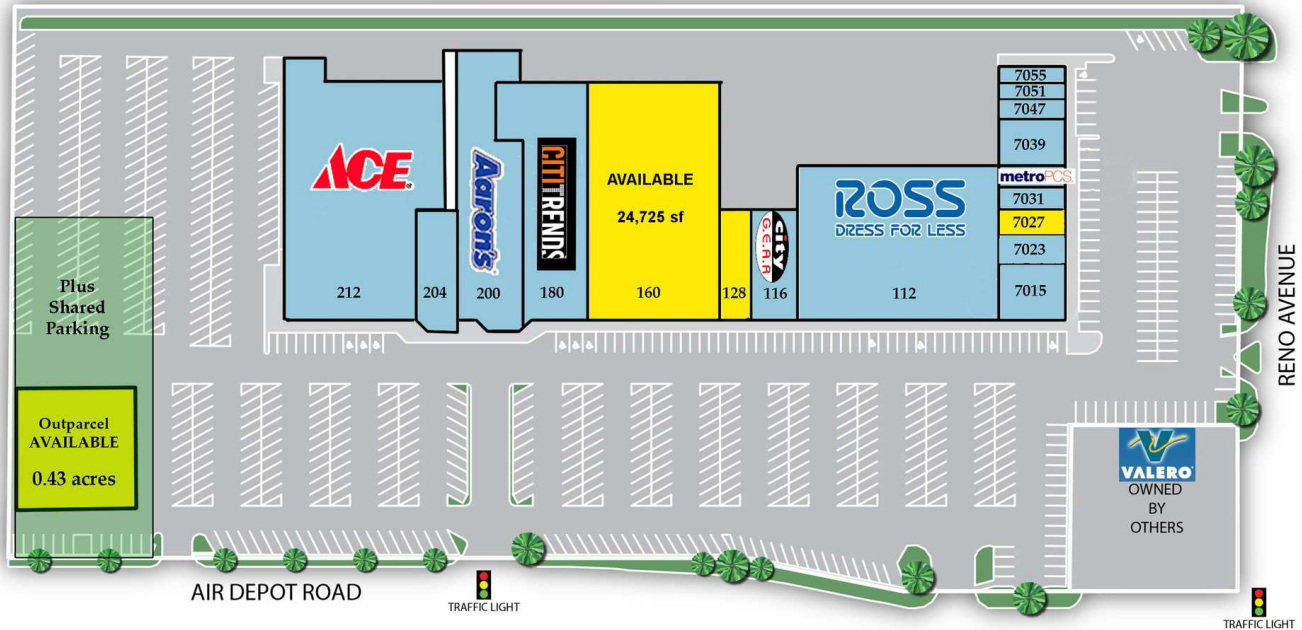 7055
7051
7047
7039
metroPCS.
7031
7027
7023
7015
ACE
Aaron's
CITITRENDS
AVAILABLE
24,725 sf
city
G.E.A.R
ROSS
DRESS FOR LESS
212
204
200
180
160
128
116
112
Plus
Shared
Parking
Outparcel
AVAILABLE
0.43 acres
RENO AVENUE
VALERO
OWNED
BY
OTHERS
AIR DEPOT ROAD
TRAFFIC LIGHT
TRAFFIC LIGHT